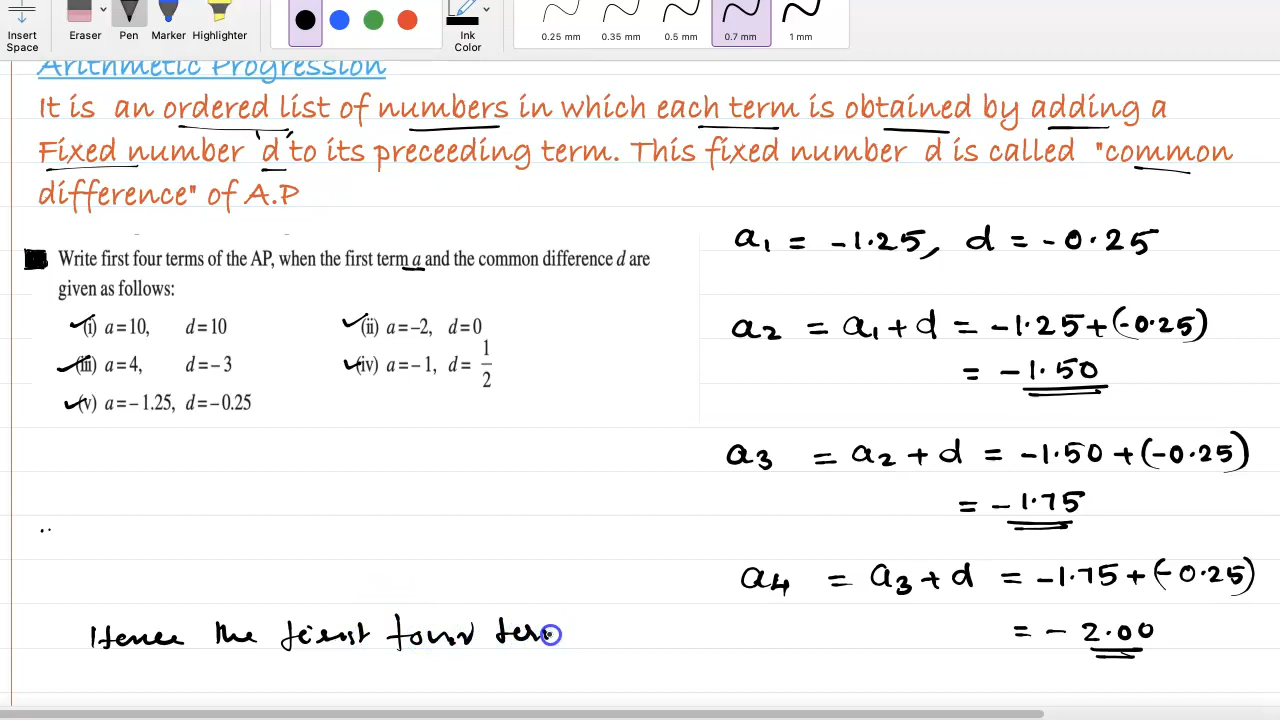 Insert Space
Eraser
Pen
Marker
Highlighter
Ink Color
0.25 mm
0.35 mm
0.5 mm
0.7 mm
1 mm
Arithmetic Progression
It is an ordered list of numbers in which each term is obtained by adding a
Fixed number 'd' to its preceeding term. This fixed number d is called "common
difference" of A.P
Write first four terms of the AP, when the first term a and the common difference d are
given as follows:
(i) a = 10, d = 10 (ii) a = –2, d = 0
(iii) a = 4, d = – 3 (iv) a = – 1, d = 1/2
(v) a = – 1.25, d = – 0.25
a1 = -1.25, d = -0.25
a2 = a1 + d = -1.25 + (-0.25)
= -1.50
a3 = a2 + d = -1.50 + (-0.25)
= -1.75
a4 = a3 + d = -1.75 + (-0.25)
= - 2.00
Hence the first four ter